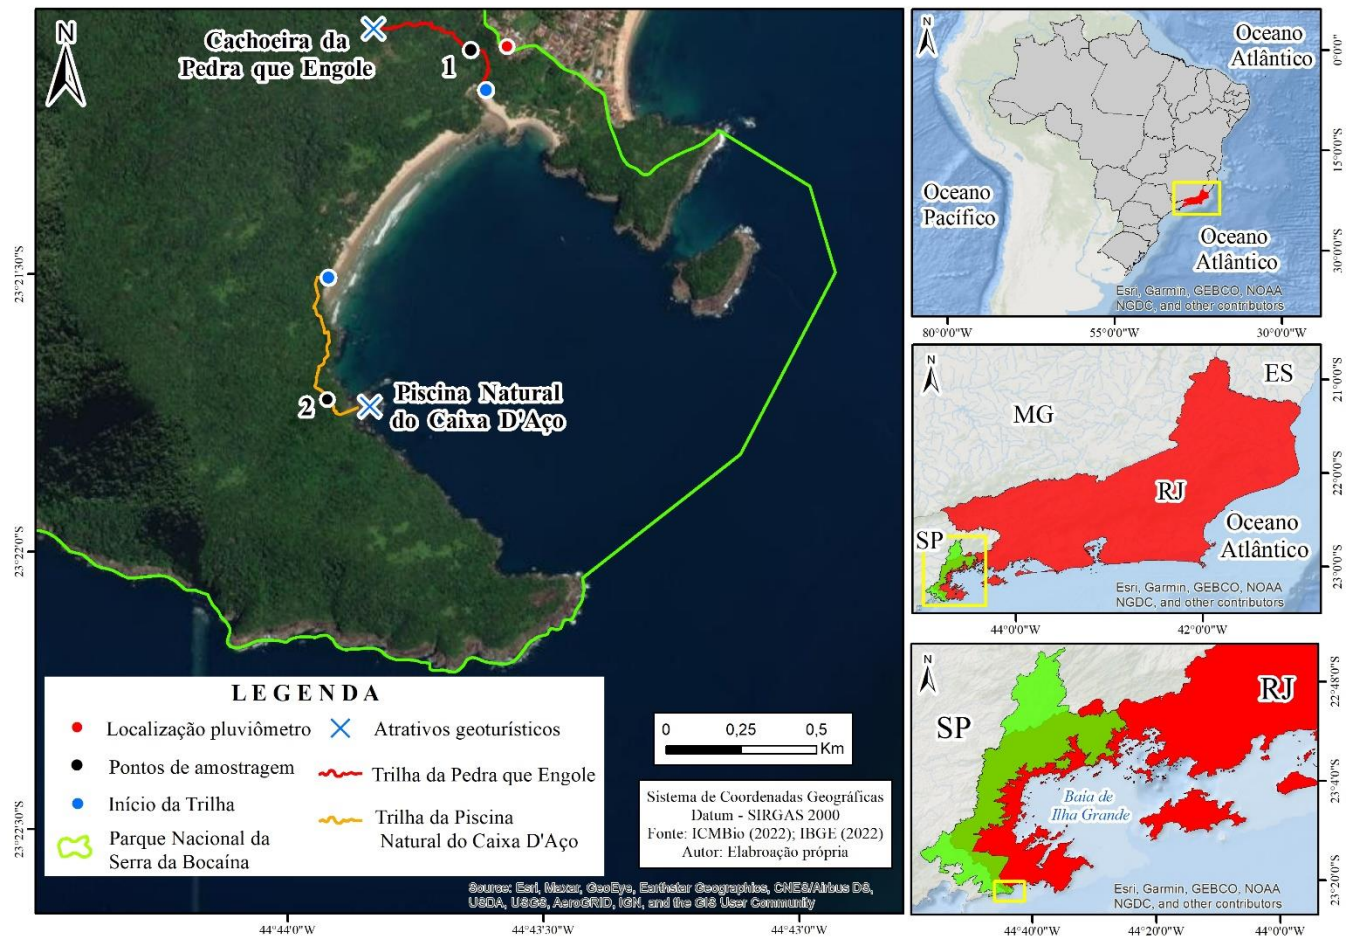 N
Cachoeira da
Pedra que Engole
1
2
Piscina Natural
do Caixa D'Aço
23°21'30"S
23°22'0"S
23°22'30"S
44°44'0"W
44°43'30"W
44°43'0"W
LEGENDA
Localização pluviômetro
Pontos de amostragem
Início da Trilha
Parque Nacional da
Serra da Bocaína
Atrativos geoturísticos
Trilha da Pedra que Engole
Trilha da Piscina
Natural do Caixa D'Aço
0
0,25
0,5
Km
Sistema de Coordenadas Geográficas
Datum - SIRGAS 2000
Fonte: ICMBio (2022); IBGE (2022)
Autor: Elabroação própria
Source: Esri, Maxar, GeoEye, Earthstar Geographics, CNES/Airbus DS,
USDA, USGS, AeroGRID, IGN, and the GIS User Community
N
Oceano
Atlântico
Oceano
Pacífico
Oceano
Atlântico
Esri, Garmin, GEBCO, NOAA
NGDC, and other contributors
0°0'0"
15°0'0"S
30°0'0"S
80°0'0"W
55°0'0"W
30°0'0"W
N
ES
MG
RJ
SP
Oceano
Atlântico
Esri, Garmin, GEBCO, NOAA
NGDC, and other contributors
21°0'0"S
22°0'0"S
23°0'0"S
44°0'0"W
42°0'0"W
N
RJ
SP
Baia de
Ilha Grande
Esri, Garmin, GEBCO, NOAA
NGDC, and other contributors
22°48'0"S
23°4'0"S
23°20'0"S
44°40'0"W
44°20'0"W
44°0'0"W